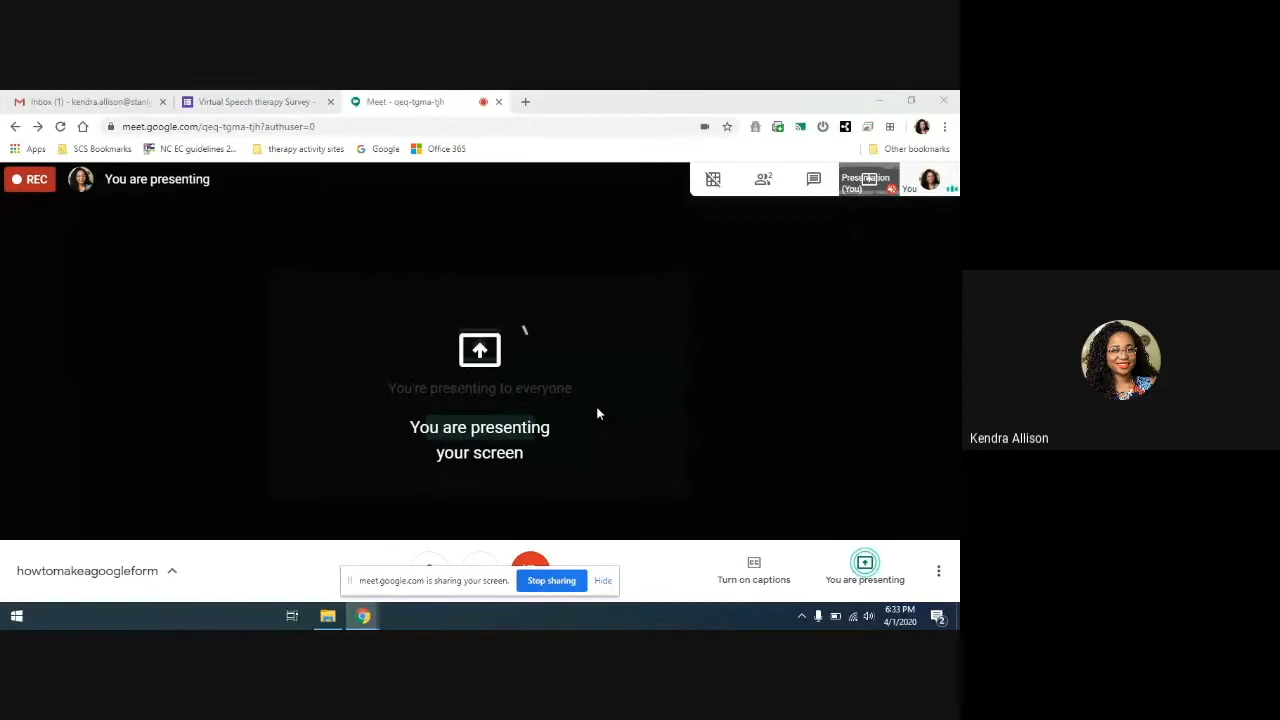 Inbox (1) - kendra.allison@stanly
Virtual Speech therapy Survey -
Meet - qeq-tgma-tjh
meet.google.com/qeq-tgma-tjh?authuser=0
Apps
SCS Bookmarks
NC EC guidelines 2...
therapy activity sites
Google
Office 365
Other bookmarks
REC
You are presenting
2
Presentation
(You)
You
You're presenting to everyone
You are presenting
your screen
Kendra Allison
howtomakeagoogleform
meet.google.com is sharing your screen.
Stop sharing
Hide
CC
Turn on captions
You are presenting
6:33 PM
4/1/2020
2